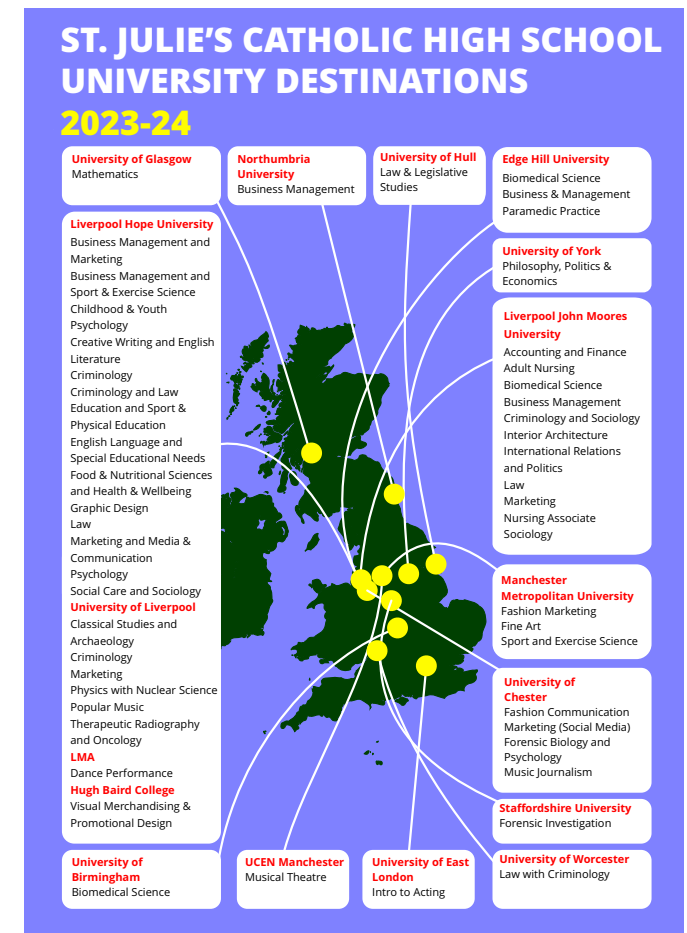 ST. JULIE'S CATHOLIC HIGH SCHOOL
UNIVERSITY DESTINATIONS
2023-24
University of Glasgow
Mathematics
Northumbria
University
Business Management
University of Hull
Law & Legislative
Studies
Edge Hill University
Biomedical Science
Business & Management
Paramedic Practice
Liverpool Hope University
Business Management and
Marketing
Business Management and
Sport & Exercise Science
Childhood & Youth
Psychology
Creative Writing and English
Literature
Criminology
Criminology and Law
Education and Sport &
Physical Education
English Language and
Special Educational Needs
Food & Nutritional Sciences
and Health & Wellbeing
Graphic Design
Law
Marketing and Media &
Communication
Psychology
Social Care and Sociology
University of Liverpool
Classical Studies and
Archaeology
Criminology
Marketing
Physics with Nuclear Science
Popular Music
Therapeutic Radiography
and Oncology
LMA
Dance Performance
Hugh Baird College
Visual Merchandising &
Promotional Design
University of York
Philosophy, Politics &
Economics
Liverpool John Moores
University
Accounting and Finance
Adult Nursing
Biomedical Science
Business Management
Criminology and Sociology
Interior Architecture
International Relations
and Politics
Law
Marketing
Nursing Associate
Sociology
Manchester
Metropolitan University
Fashion Marketing
Fine Art
Sport and Exercise Science
University of
Chester
Fashion Communication
Marketing (Social Media)
Forensic Biology and
Psychology
Music Journalism
Staffordshire University
Forensic Investigation
University of
Birmingham
Biomedical Science
UCEN Manchester
Musical Theatre
University of East
London
Intro to Acting
University of Worcester
Law with Criminology